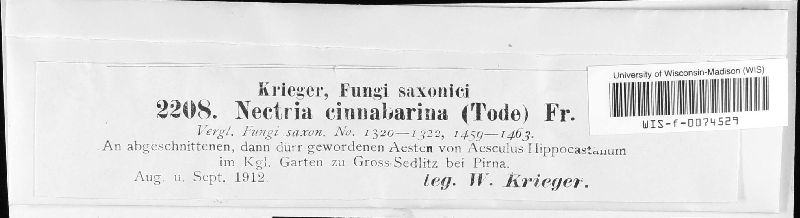 Krieger, Fungi saxonici
2208. Nectria cinnabarina (Tode) Fr.
Vergl. Fungi saxon. No. 1320—1322, 1459—1463.
An abgeschnittenen, dann dürr gewordenen Aesten von Aesculus Hippocastanum
im Kgl. Garten zu Gross-Sedlitz bei Pirna.
Aug. u. Sept. 1912.
leg. W. Krieger.
University of Wisconsin-Madison (WIS)
WIS-f-0074529